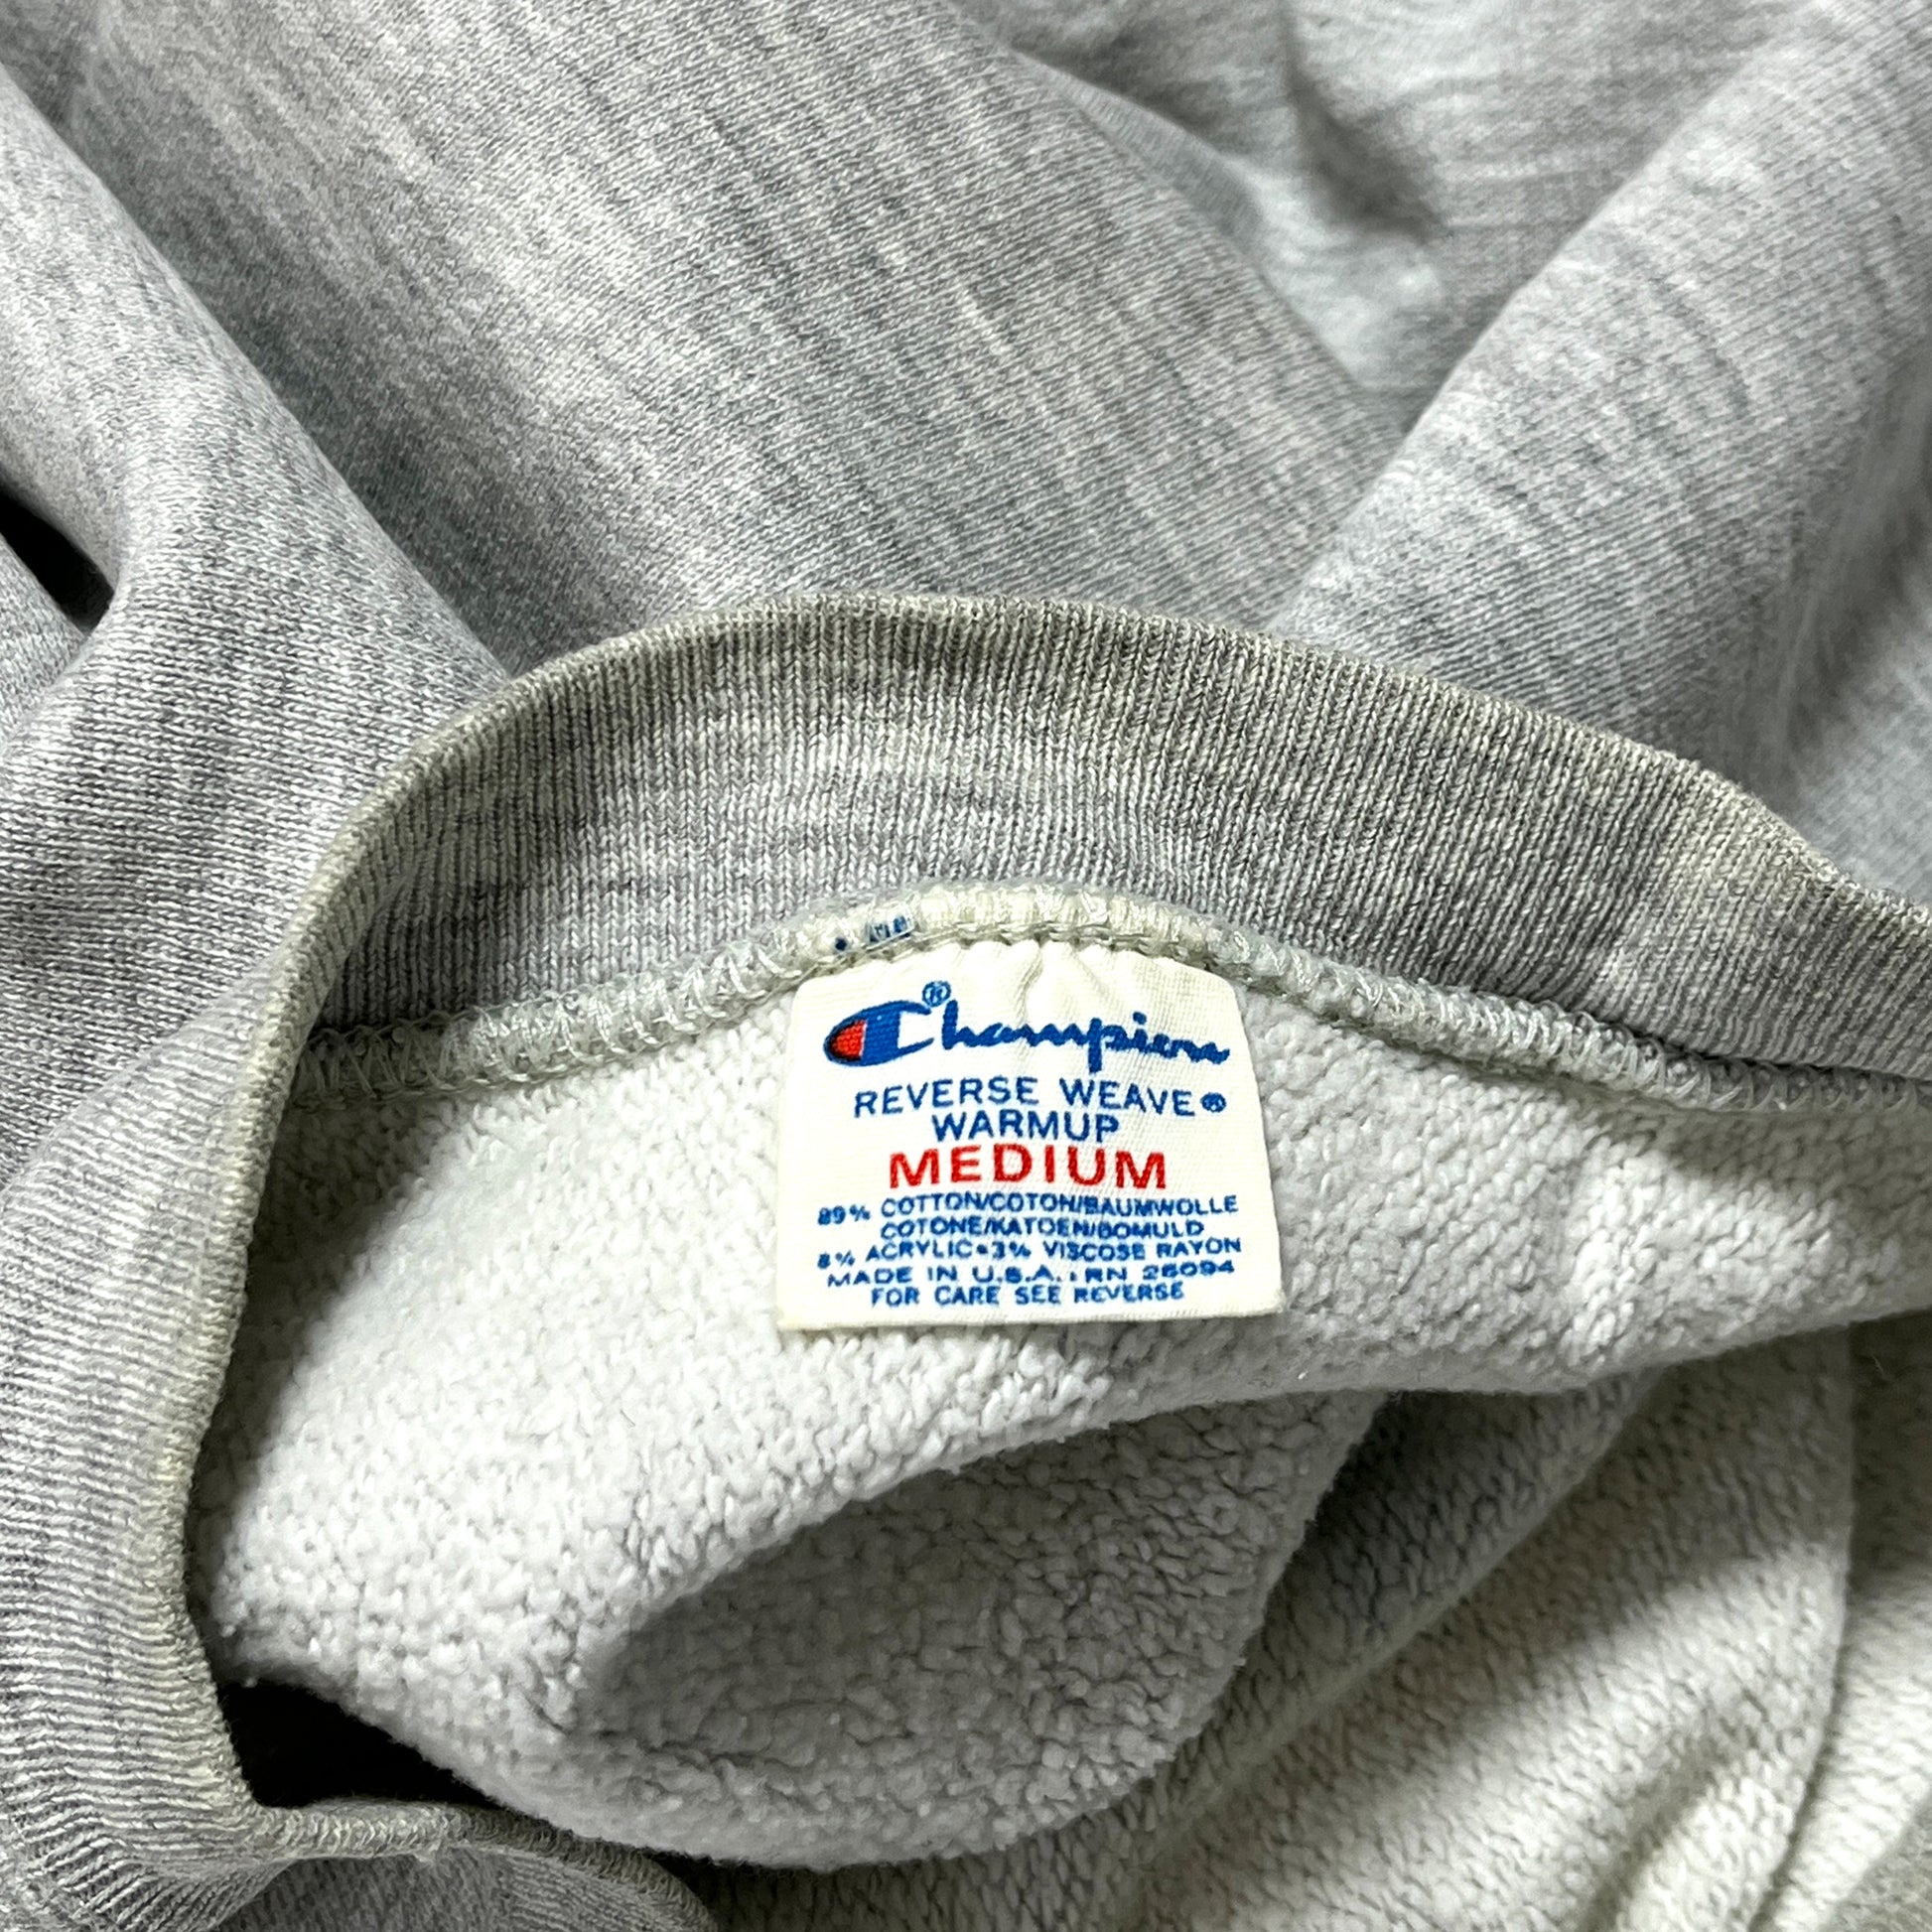 Champion®
REVERSE WEAVE®
WARMUP
MEDIUM
89% COTTON/COTON/BAUMWOLLE
COTONE/KATOEN/BOMULD
8% ACRYLIC•3% VISCOSE RAYON
MADE IN U.S.A. • RN 26094
FOR CARE SEE REVERSE